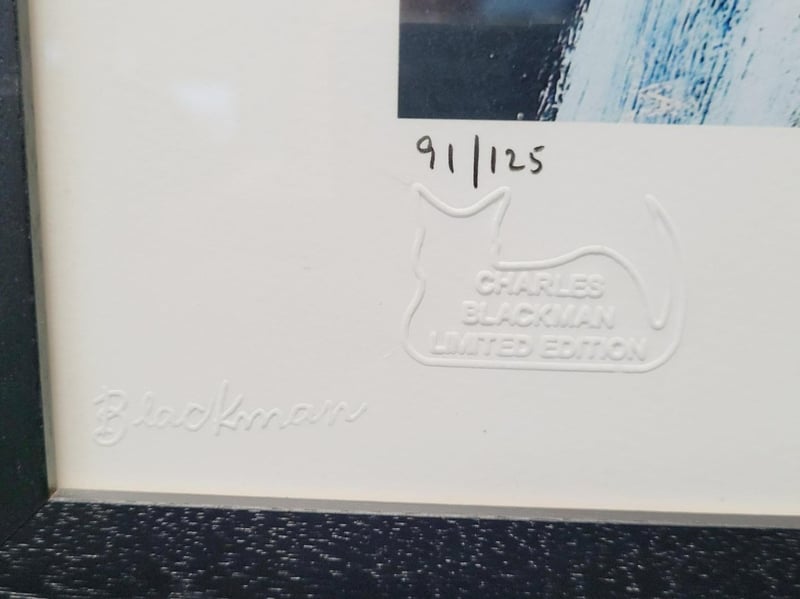 91/125
CHARLES
BLACKMAN
LIMITED EDITION
Blackman